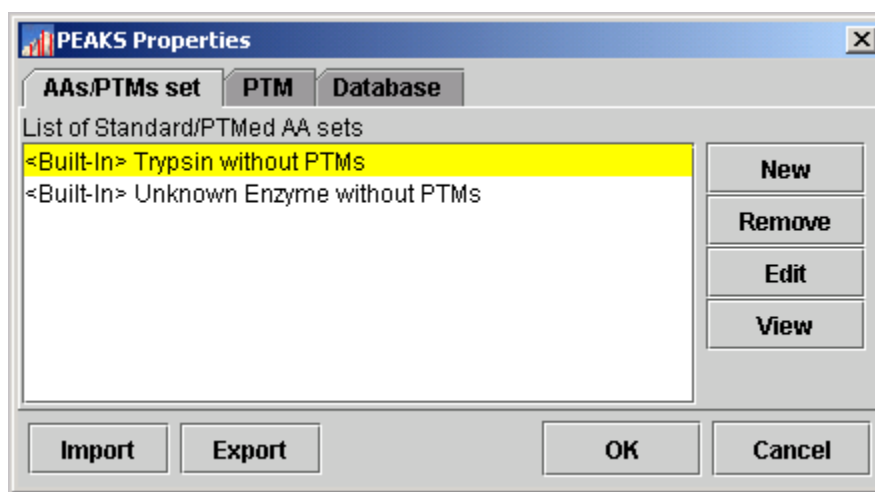 PEAKS Properties
AAs/PTMs set
PTM
Database
List of Standard/PTMed AA sets
<Built-In> Trypsin without PTMs
<Built-In> Unknown Enzyme without PTMs
New
Remove
Edit
View
Import
Export
OK
Cancel